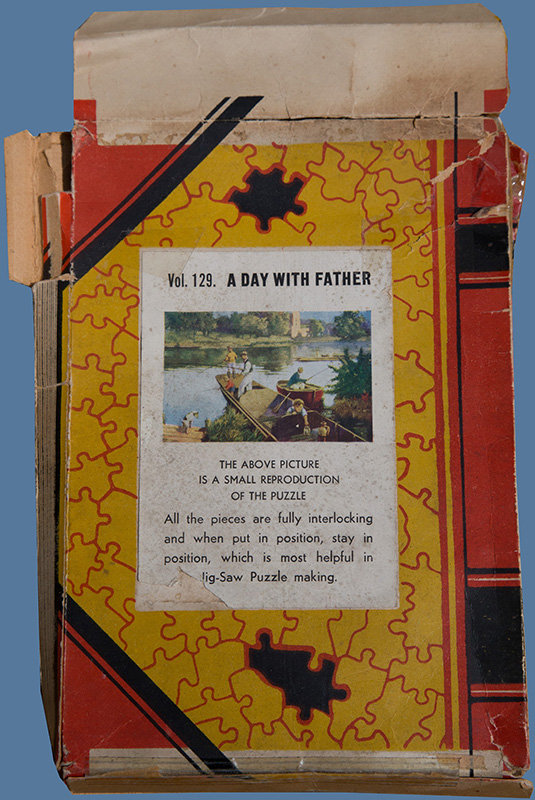 Vol. 129. A DAY WITH FATHER
THE ABOVE PICTURE
IS A SMALL REPRODUCTION
OF THE PUZZLE
All the pieces are fully interlocking
and when put in position, stay in
position, which is most helpful in
Jig-Saw Puzzle making.